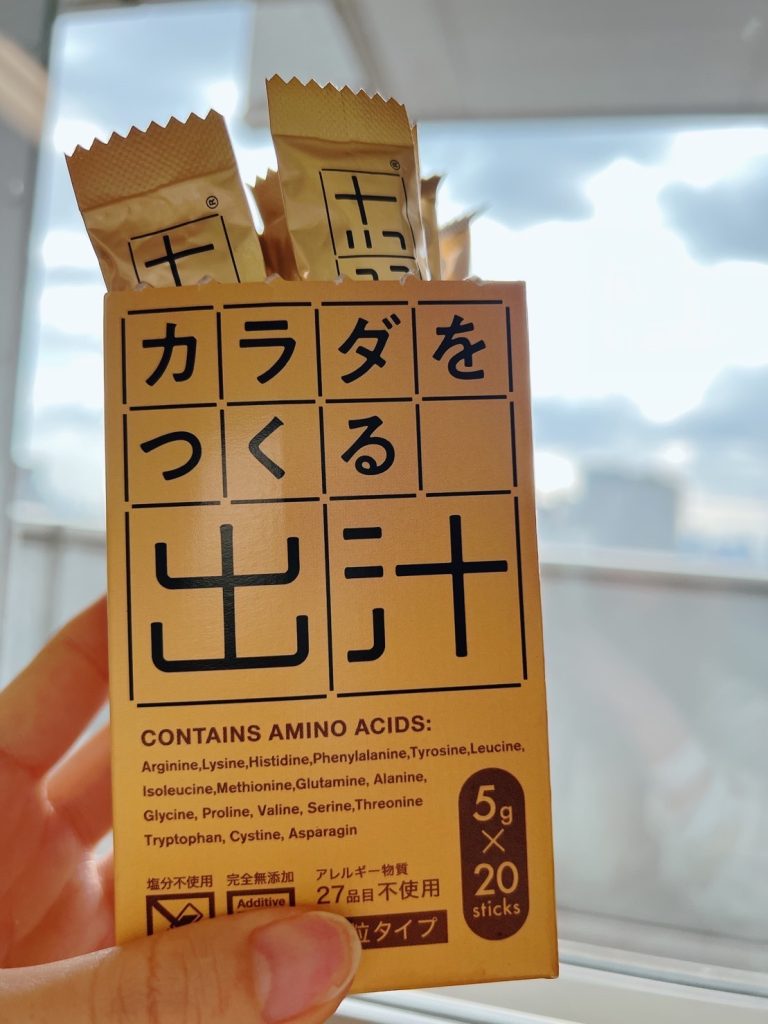 十
®
十
®
カラダを
つくる
出汁
CONTAINS AMINO ACIDS:
Arginine,Lysine,Histidine,Phenylalanine,Tyrosine,Leucine,
Isoleucine,Methionine,Glutamine, Alanine,
Glycine, Proline, Valine, Serine,Threonine
Tryptophan, Cystine, Asparagin
5g
×
20
sticks
塩分不使用
完全無添加
Additive
アレルギー物質
27品目不使用
粒タイプ